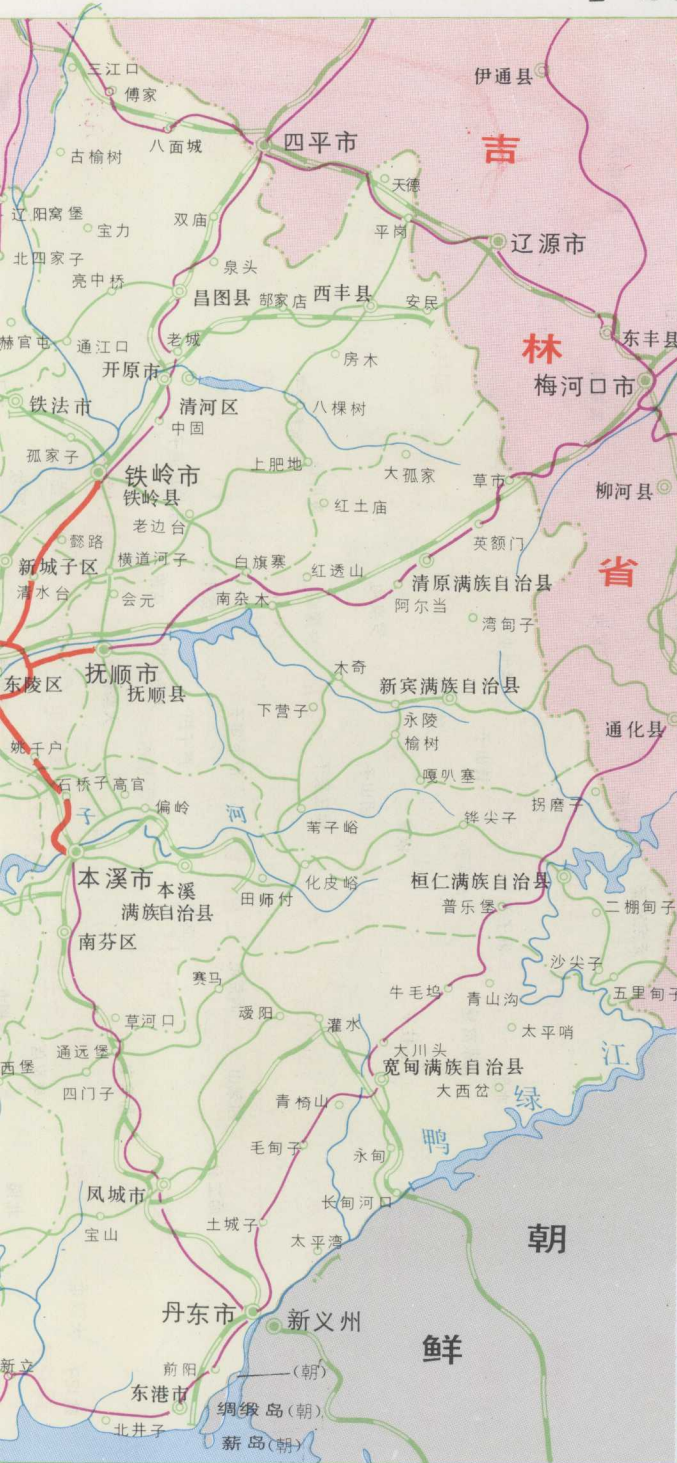 三江口
伊通县
傅家
八面城
四平市
吉
古榆树
天德
辽阳窝堡
双庙
宝力
平岗
辽源市
北四家子
泉头
亮中桥
昌图县
郜家店
西丰县
安民
赫官屯
通江口
老城
东丰县
林
房木
开原市
梅河口市
铁法市
清河区
八棵树
中固
孤家子
上肥地
大孤家
铁岭市
草市
柳河县
铁岭县
红土庙
老边台
懿路
英额门
横道河子
白旗寨
新城子区
红透山
省
清原满族自治县
清水台
会元
南杂木
阿尔当
湾甸子
抚顺市
木奇
东陵区
抚顺县
新宾满族自治县
下营子
永陵
通化县
榆树
姚千户
嘎叭塞
石桥子
高官
拐磨子
子
偏岭
河
苇子峪
铧尖子
本溪市
本溪
满族自治县
化皮峪
桓仁满族自治县
田师付
普乐堡
二棚甸子
南芬区
沙尖子
赛马
牛毛坞
青山沟
五里甸子
草河口
叆阳
灌水
太平哨
通远堡
大川头
江
西堡
宽甸满族自治县
四门子
大西岔
绿
青椅山
鸭
毛甸子
永甸
凤城市
长甸河口
土城子
宝山
太平湾
朝
丹东市
新义州
鲜
新立
前阳
(朝)
东港市
绸缎岛(朝)
北井子
薪岛(朝)